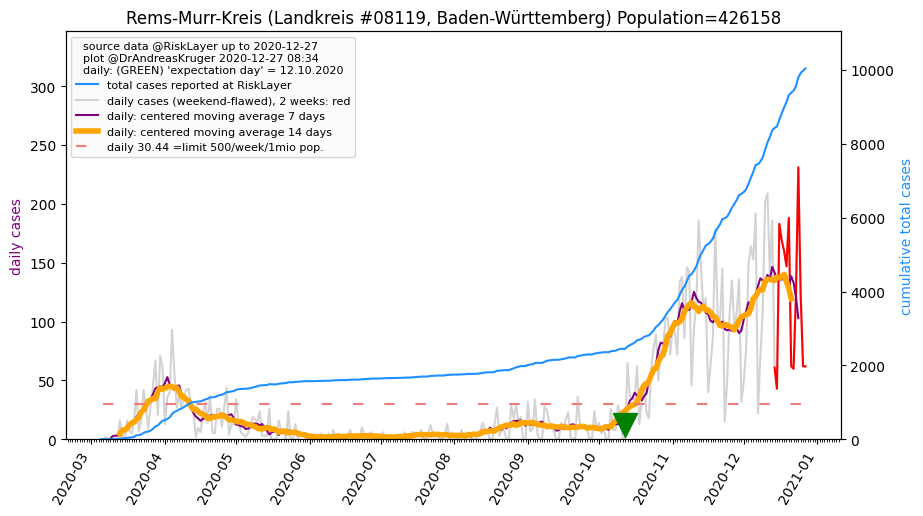 Rems-Murr-Kreis (Landkreis #08119, Baden-Württemberg) Population=426158
source data @RiskLayer up to 2020-12-27
plot @DrAndreasKruger 2020-12-27 08:34
daily: (GREEN) 'expectation day' = 12.10.2020
total cases reported at RiskLayer
daily cases (weekend-flawed), 2 weeks: red
daily: centered moving average 7 days
daily: centered moving average 14 days
daily 30.44 =limit 500/week/1mio pop.
daily cases
300
250
200
150
100
50
0
cumulative total cases
10000
8000
6000
4000
2000
0
2020-03
2020-04
2020-05
2020-06
2020-07
2020-08
2020-09
2020-10
2020-11
2020-12
2021-01